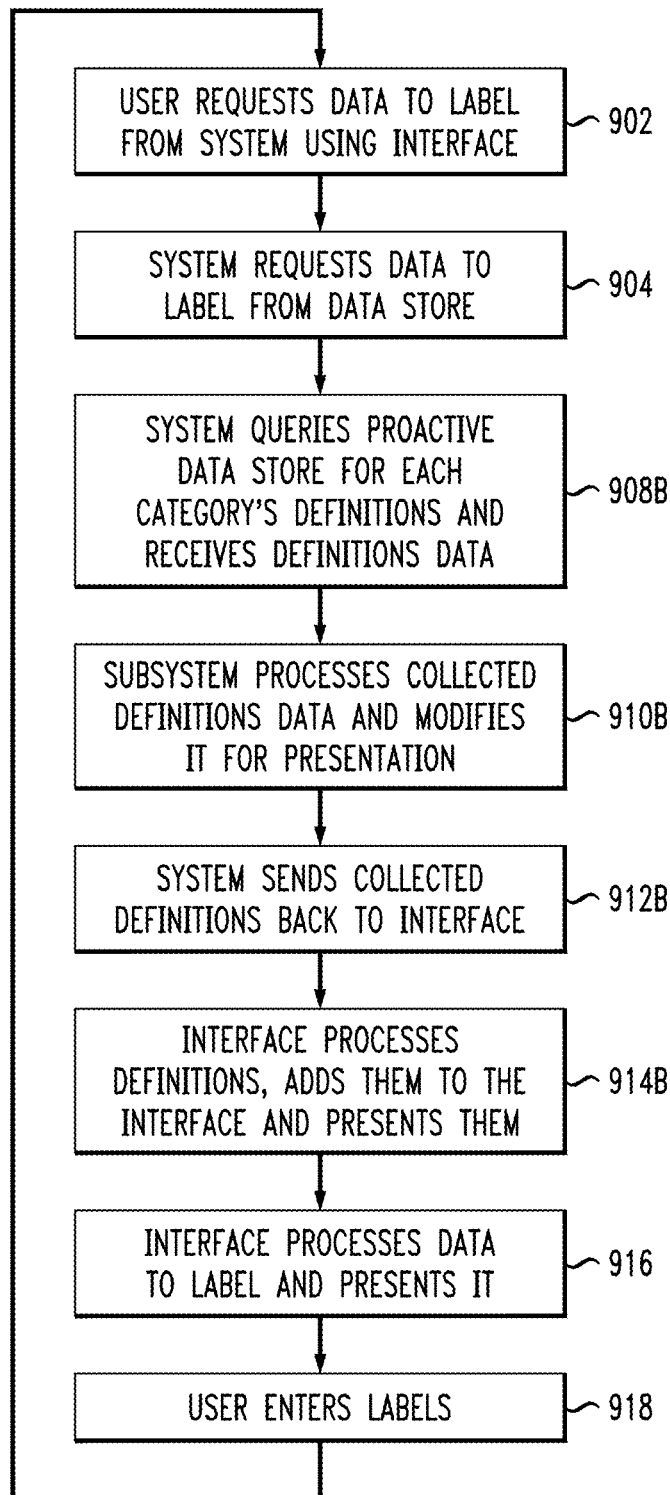 USER REQUESTS DATA TO LABEL
FROM SYSTEM USING INTERFACE
902
SYSTEM REQUESTS DATA TO
LABEL FROM DATA STORE
904
SYSTEM QUERIES PROACTIVE
DATA STORE FOR EACH
CATEGORY'S DEFINITIONS AND
RECEIVES DEFINITIONS DATA
908B
SUBSYSTEM PROCESSES COLLECTED
DEFINITIONS DATA AND MODIFIES
IT FOR PRESENTATION
910B
SYSTEM SENDS COLLECTED
DEFINITIONS BACK TO INTERFACE
912B
INTERFACE PROCESSES
DEFINITIONS, ADDS THEM TO THE
INTERFACE AND PRESENTS THEM
914B
INTERFACE PROCESSES DATA
TO LABEL AND PRESENTS IT
916
USER ENTERS LABELS
918